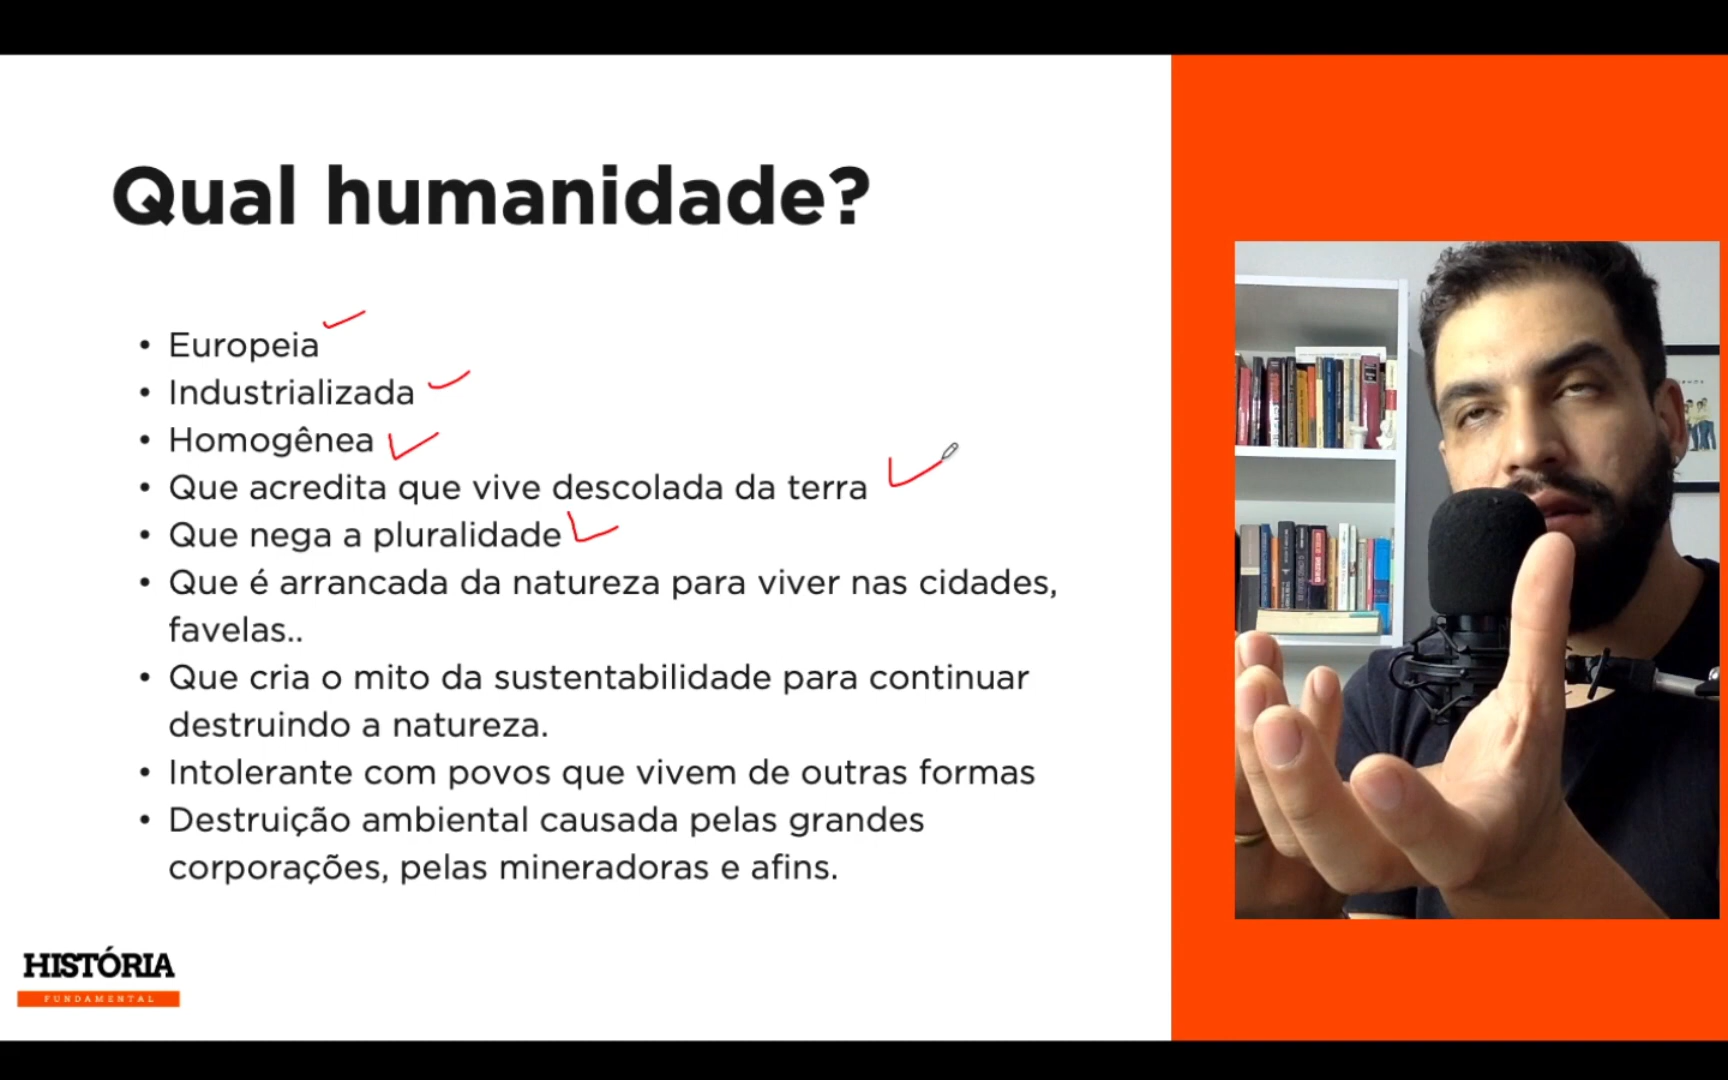 Qual humanidade?
• Europeia
• Industrializada
• Homogênea
• Que acredita que vive descolada da terra
• Que nega a pluralidade
• Que é arrancada da natureza para viver nas cidades,
favelas..
• Que cria o mito da sustentabilidade para continuar
destruindo a natureza.
• Intolerante com povos que vivem de outras formas
• Destruição ambiental causada pelas grandes
corporações, pelas mineradoras e afins.
HISTÓRIA
FUNDAMENTAL